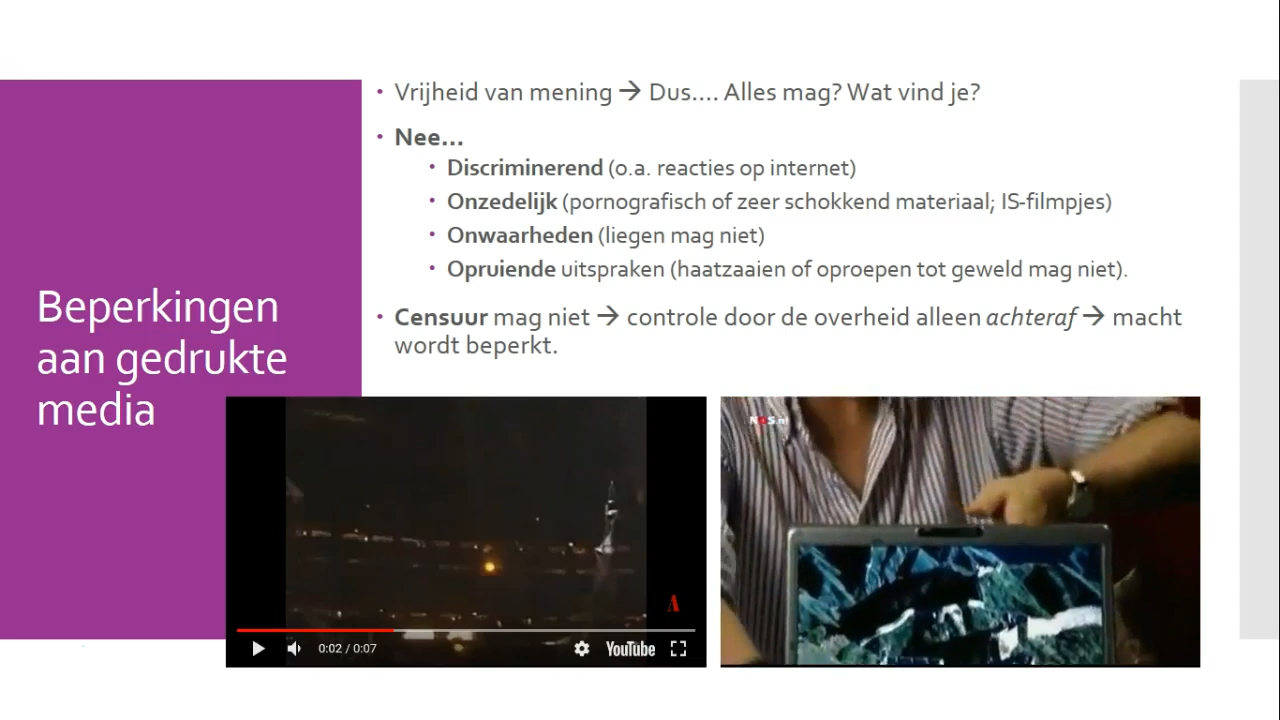 Vrijheid van mening → Dus.... Alles mag? Wat vind je?
Nee...
Discriminerend (o.a. reacties op internet)
Onzedelijk (pornografisch of zeer schokkend materiaal; IS-filmpjes)
Onwaarheden (liegen mag niet)
Opruiende uitspraken (haatzaaien of oproepen tot geweld mag niet).
Censuur mag niet → controle door de overheid alleen achteraf → macht
wordt beperkt.
Beperkingen
aan gedrukte
media
NOS.nl
A
0:02 / 0:07
YouTube